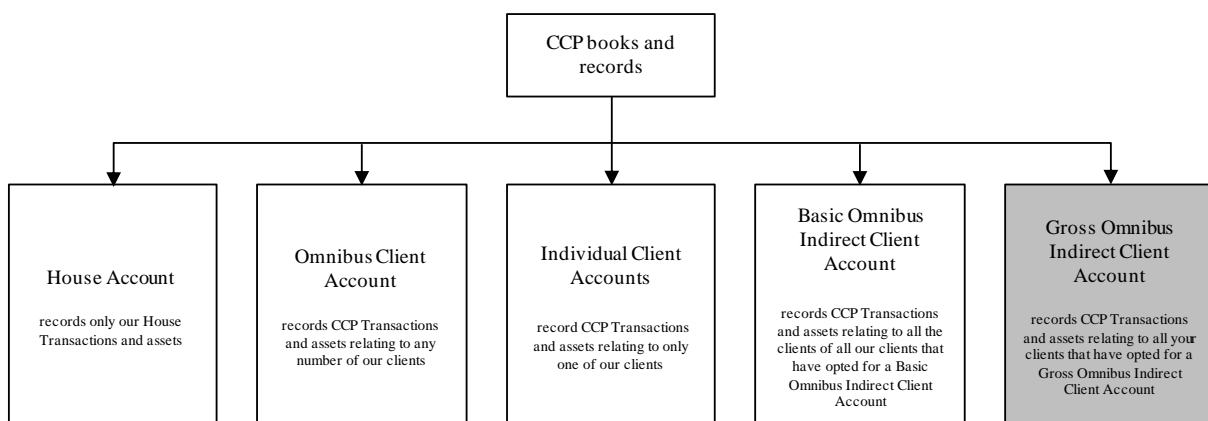 CCP books and
records
House Account
records only our House
Transactions and assets
Omnibus Client
Account
records CCP Transactions
and assets relating to any
number of our clients
Individual Client
Accounts
record CCP Transactions
and assets relating to only
one of our clients
Basic Omnibus
Indirect Client
Account
records CCP Transactions
and assets relating to all the
clients of all our clients that
have opted for a Basic
Omnibus Indirect Client
Account
Gross Omnibus
Indirect Client
Account
records CCP Transactions
and assets relating to all your
clients that have opted for a
Gross Omnibus Indirect
Client Account